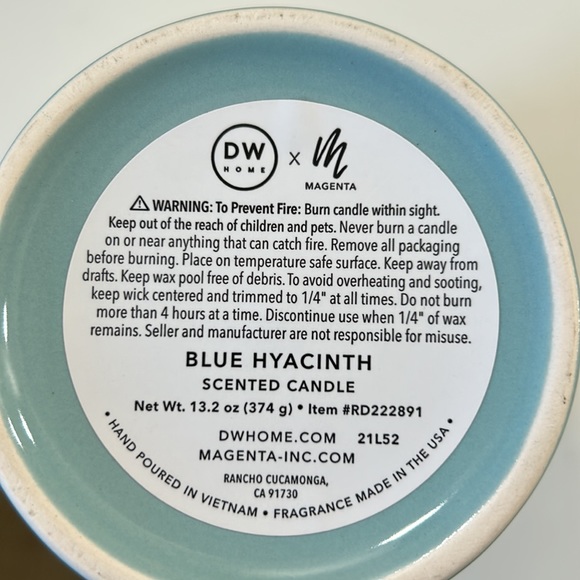 DW
HOME
X
M
MAGENTA
⚠ WARNING: To Prevent Fire: Burn candle within sight.
Keep out of the reach of children and pets. Never burn a candle
on or near anything that can catch fire. Remove all packaging
before burning. Place on temperature safe surface. Keep away from
drafts. Keep wax pool free of debris. To avoid overheating and sooting,
keep wick centered and trimmed to 1/4" at all times. Do not burn
more than 4 hours at a time. Discontinue use when 1/4" of wax
remains. Seller and manufacturer are not responsible for misuse.
BLUE HYACINTH
SCENTED CANDLE
Net Wt. 13.2 oz (374 g) • Item #RD222891
DWHOME.COM 21L52
MAGENTA-INC.COM
RANCHO CUCAMONGA,
CA 91730
• HAND POURED IN VIETNAM • FRAGRANCE MADE IN THE USA •